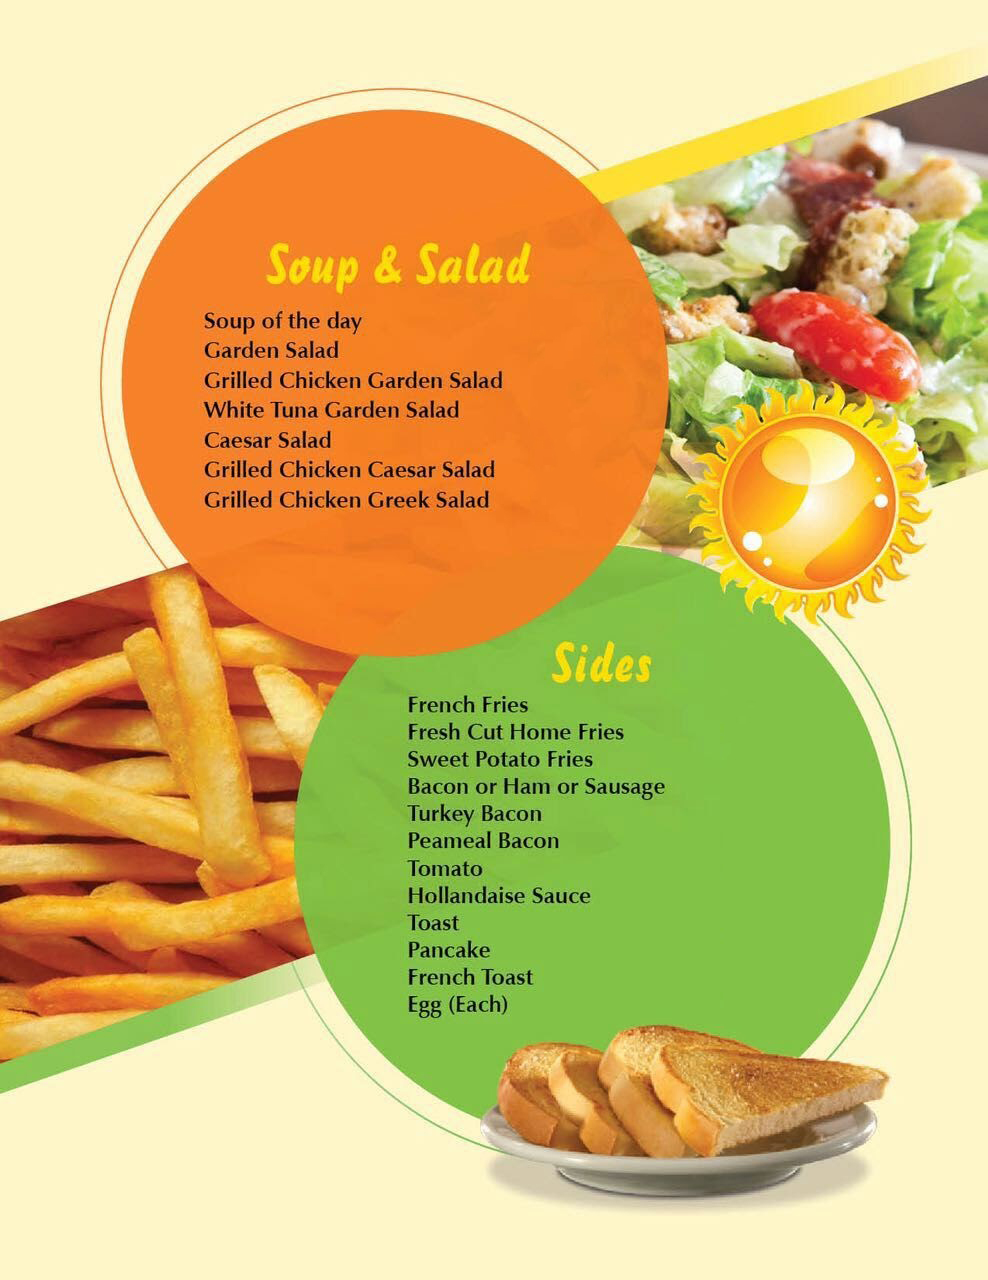 Soup & Salad
Soup of the day
Garden Salad
Grilled Chicken Garden Salad
White Tuna Garden Salad
Caesar Salad
Grilled Chicken Caesar Salad
Grilled Chicken Greek Salad
Sides
French Fries
Fresh Cut Home Fries
Sweet Potato Fries
Bacon or Ham or Sausage
Turkey Bacon
Peameal Bacon
Tomato
Hollandaise Sauce
Toast
Pancake
French Toast
Egg (Each)